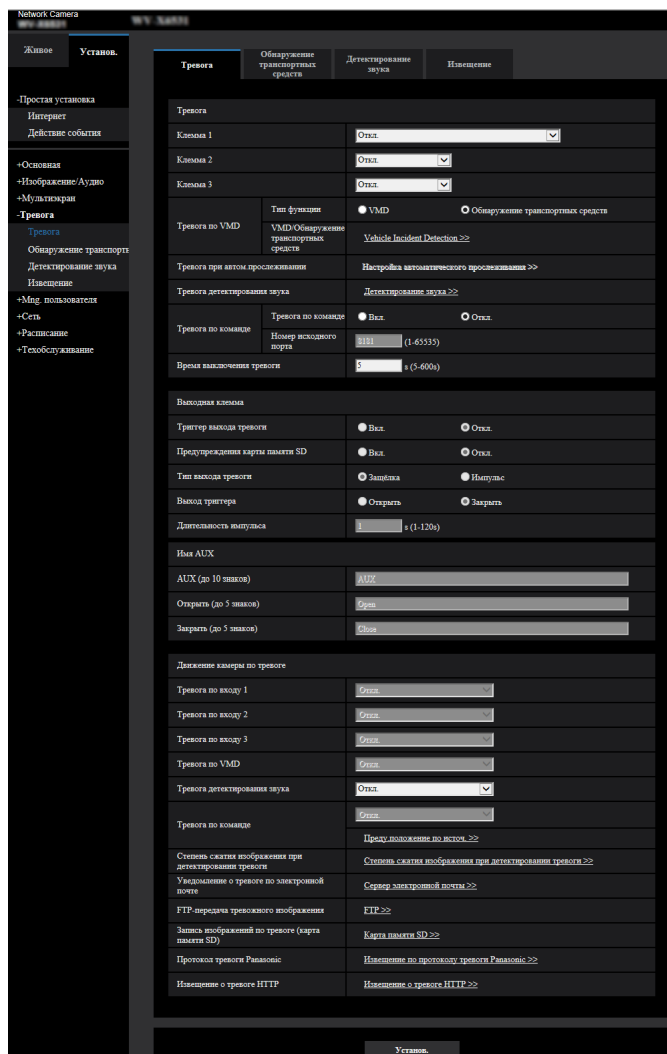 Network Camera
Живое
Установ.
-Простая установка
Интернет
Действие события
+Основная
+Изображение/Аудио
+Мультиэкран
-Тревога
Тревога
Обнаружение транспорть
Детектирование звука
Извещение
+Mng. пользователя
+Сеть
+Расписание
+Техобслуживание
Тревога
Обнаружение
транспортных
средств
Детектирование
звука
Извещение
Тревога
Клемма 1
Откл.
Клемма 2
Откл.
Клемма 3
Откл.
Тревога по VMD
Тип функции
VMD
Обнаружение транспортных средств
VMD/Обнаружение
транспортных
средств
Vehicle Incident Detection >>
Тревога при автом.прослеживании
Настройка автоматического прослеживания >>
Тревога детектирования звука
Детектирование звука >>
Тревога по команде
Тревога по команде
Вкл.
Откл.
Номер исходного
порта
8181
(1-65535)
Время выключения тревоги
5
s (5-600s)
Выходная клемма
Триггер выхода тревоги
Вкл.
Откл.
Предупреждения карты памяти SD
Вкл.
Откл.
Тип выхода тревоги
Защёлка
Импульс
Выход триггера
Открыть
Закрыть
Длительность импульса
1
s (1-120s)
Имя AUX
AUX (до 10 знаков)
AUX
Открыть (до 5 знаков)
Open
Закрыть (до 5 знаков)
Close
Движение камеры по тревоге
Тревога по входу 1
Откл.
Тревога по входу 2
Откл.
Тревога по входу 3
Откл.
Тревога по VMD
Откл.
Тревога детектирования звука
Откл.
Тревога по команде
Откл.
Преду.положение по источ. >>
Степень сжатия изображения при
детектировании тревоги
Степень сжатия изображения при детектировании тревоги >>
Уведомление о тревоге по электронной
почте
Сервер электронной почты >>
FTP-передача тревожного изображения
FTP >>
Запись изображений по тревоге (карта
памяти SD)
Карта памяти SD >>
Протокол тревоги Panasonic
Извещение по протоколу тревоги Panasonic >>
Извещение о тревоге HTTP
Извещение о тревоге HTTP >>
Установ.